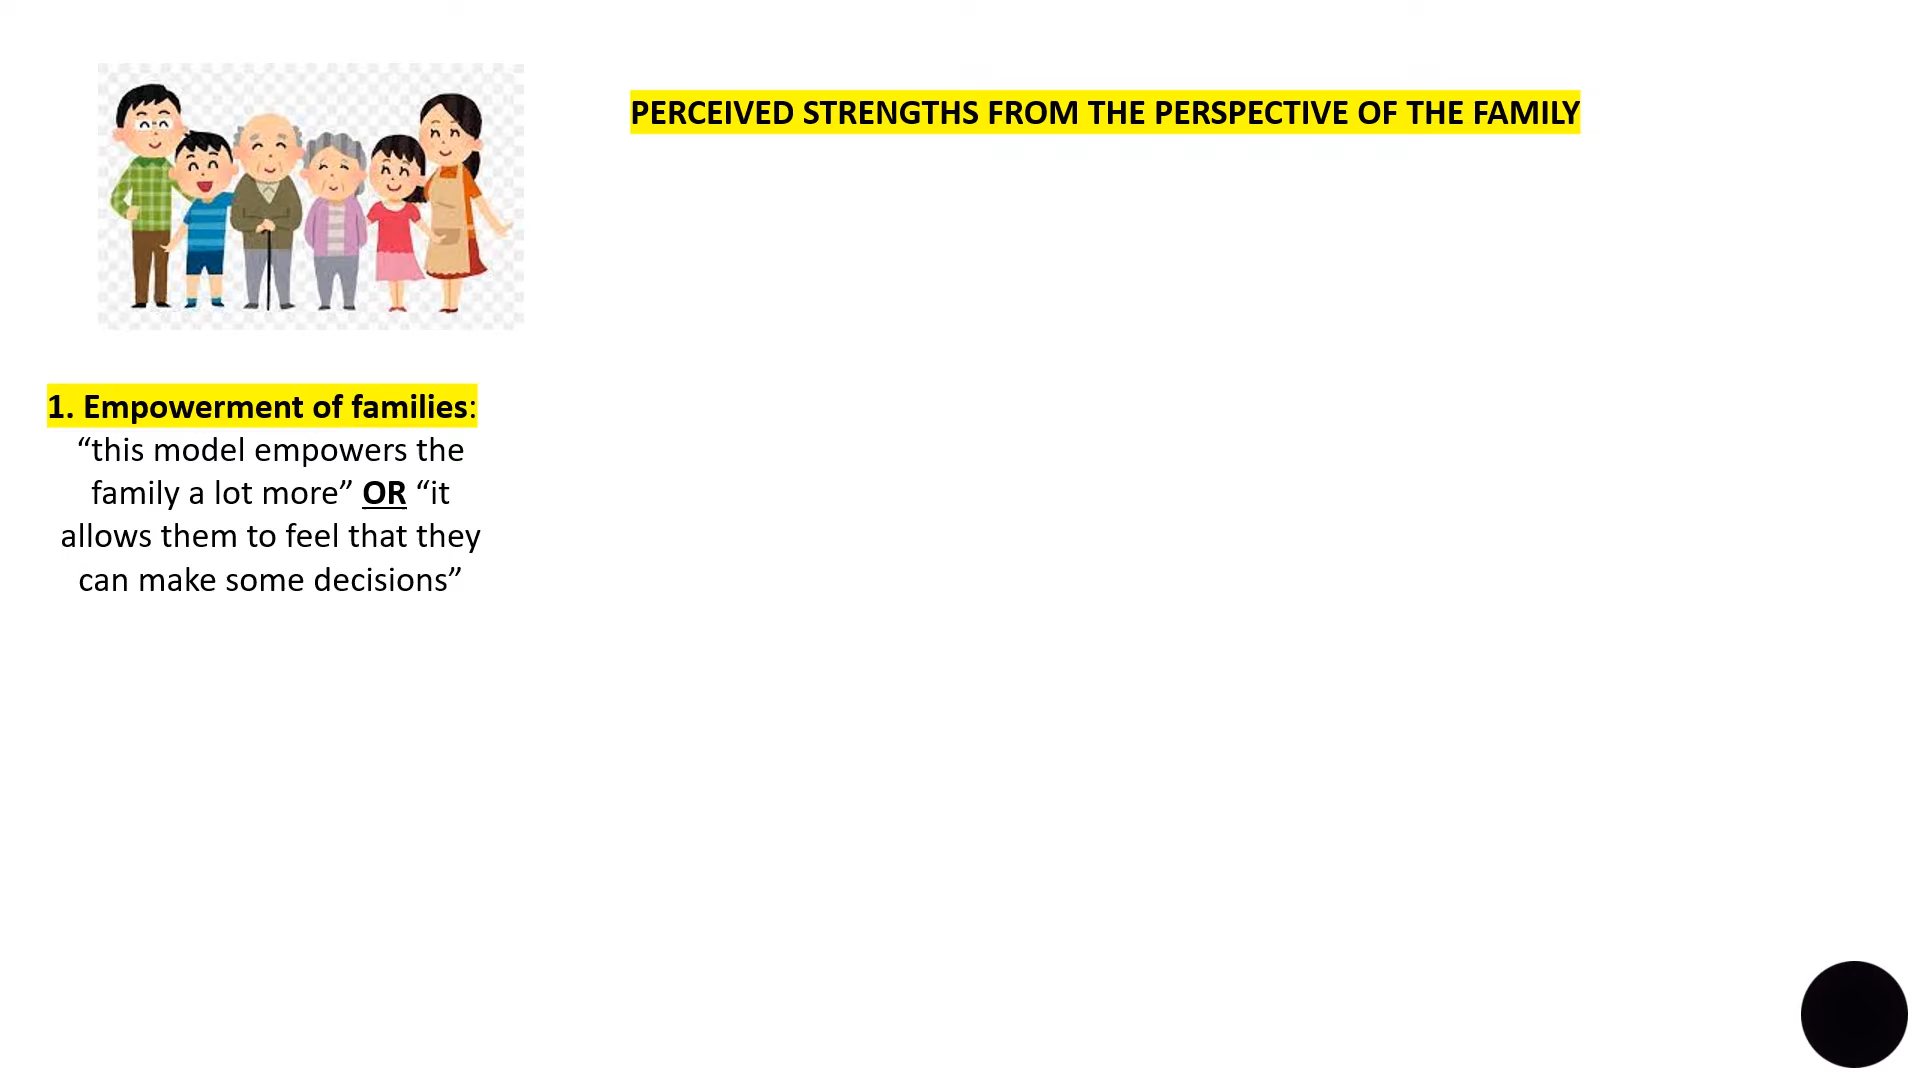 PERCEIVED STRENGTHS FROM THE PERSPECTIVE OF THE FAMILY
1. Empowerment of families:
“this model empowers the
family a lot more” OR “it
allows them to feel that they
can make some decisions”